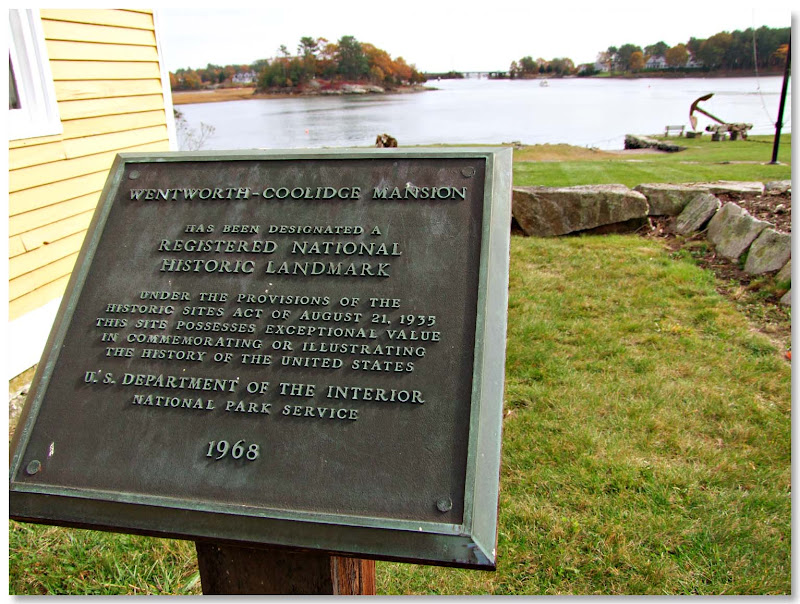 WENTWORTH-COOLIDGE MANSION
HAS BEEN DESIGNATED A
REGISTERED NATIONAL
HISTORIC LANDMARK
UNDER THE PROVISIONS OF THE
HISTORIC SITES ACT OF AUGUST 21, 1935
THIS SITE POSSESSES EXCEPTIONAL VALUE
IN COMMEMORATING OR ILLUSTRATING
THE HISTORY OF THE UNITED STATES
U.S. DEPARTMENT OF THE INTERIOR
NATIONAL PARK SERVICE
1968